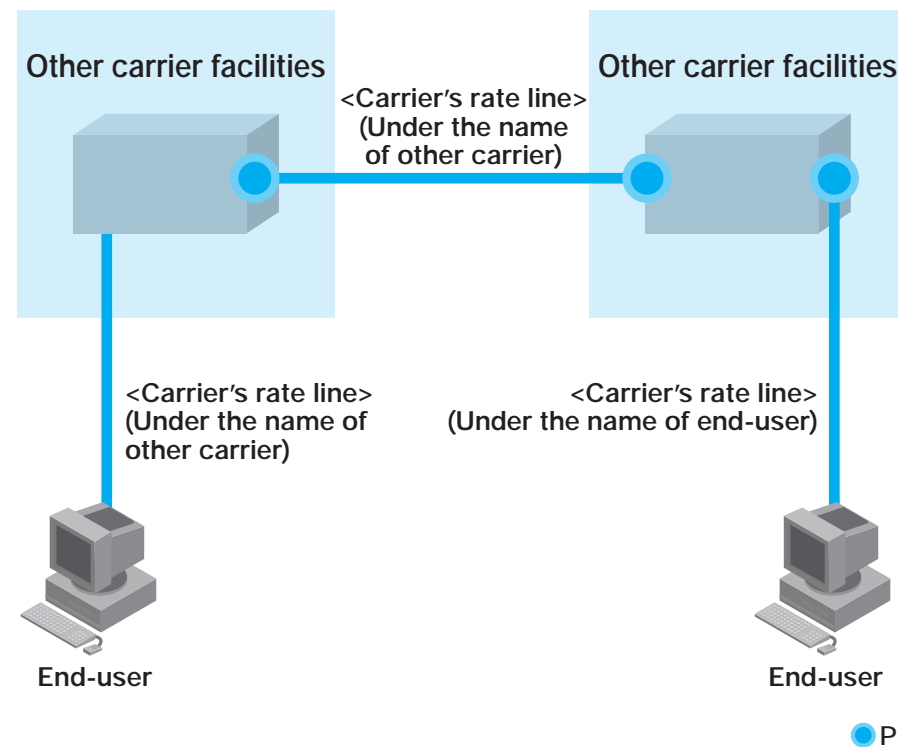 Other carrier facilities
Other carrier facilities
<Carrier's rate line>
(Under the name
of other carrier)
<Carrier's rate line>
(Under the name of
other carrier)
<Carrier's rate line>
(Under the name of end-user)
End-user
End-user
P